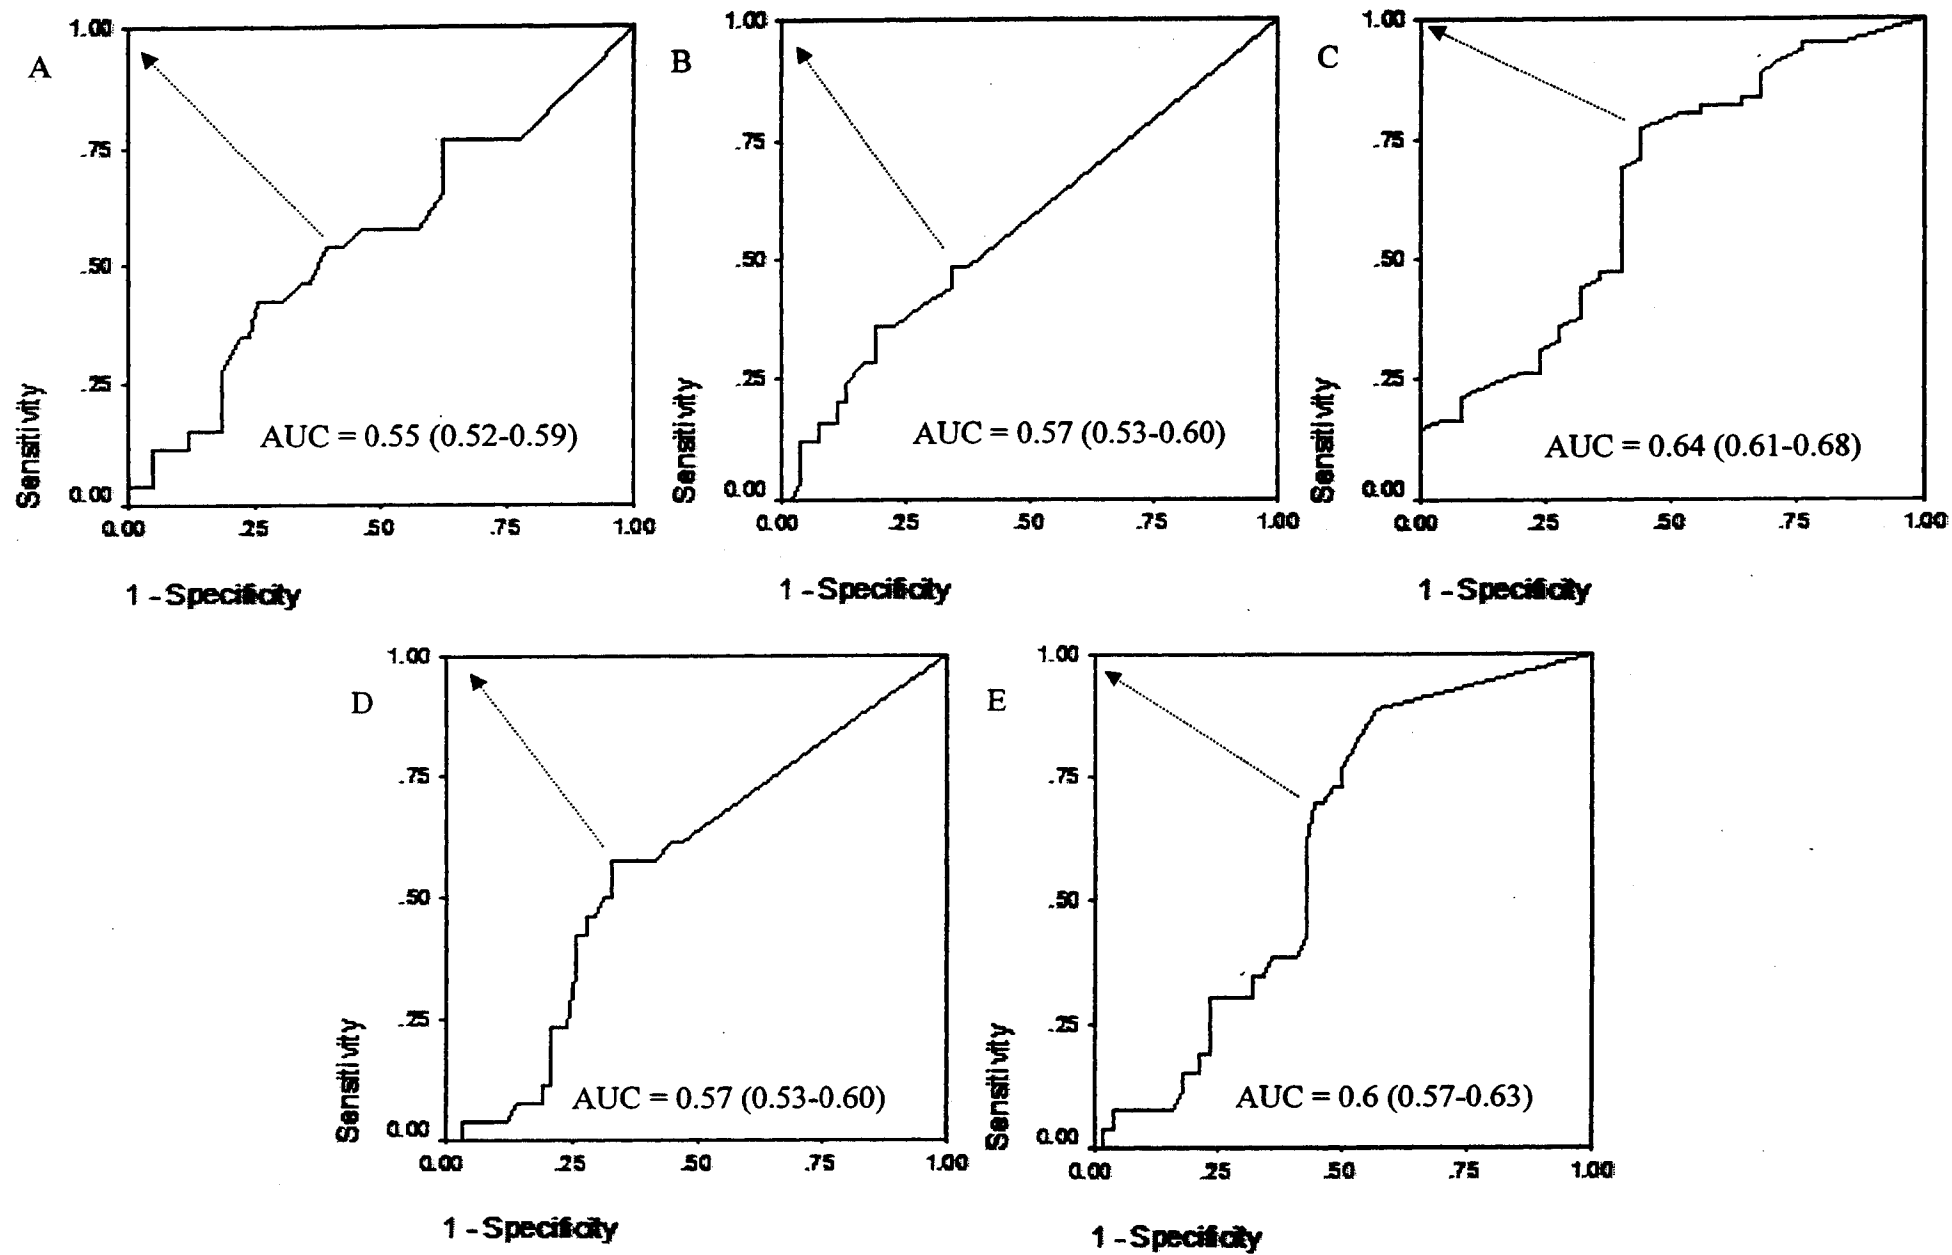 A
1.00
.75
.50
.25
0.00
Sensitivity
AUC = 0.55 (0.52-0.59)
0.00 .25 .50 .75 1.00
1 - Specificity
B
1.00
.75
.50
.25
0.00
Sensitivity
AUC = 0.57 (0.53-0.60)
0.00 .25 .50 .75 1.00
1 - Specificity
C
1.00
.75
.50
.25
0.00
Sensitivity
AUC = 0.64 (0.61-0.68)
0.00 .25 .50 .75 1.00
1 - Specificity
D
1.00
.75
.50
.25
0.00
Sensitivity
AUC = 0.57 (0.53-0.60)
0.00 .25 .50 .75 1.00
1 - Specificity
E
1.00
.75
.50
.25
0.00
Sensitivity
AUC = 0.6 (0.57-0.63)
0.00 .25 .50 .75 1.00
1 - Specificity